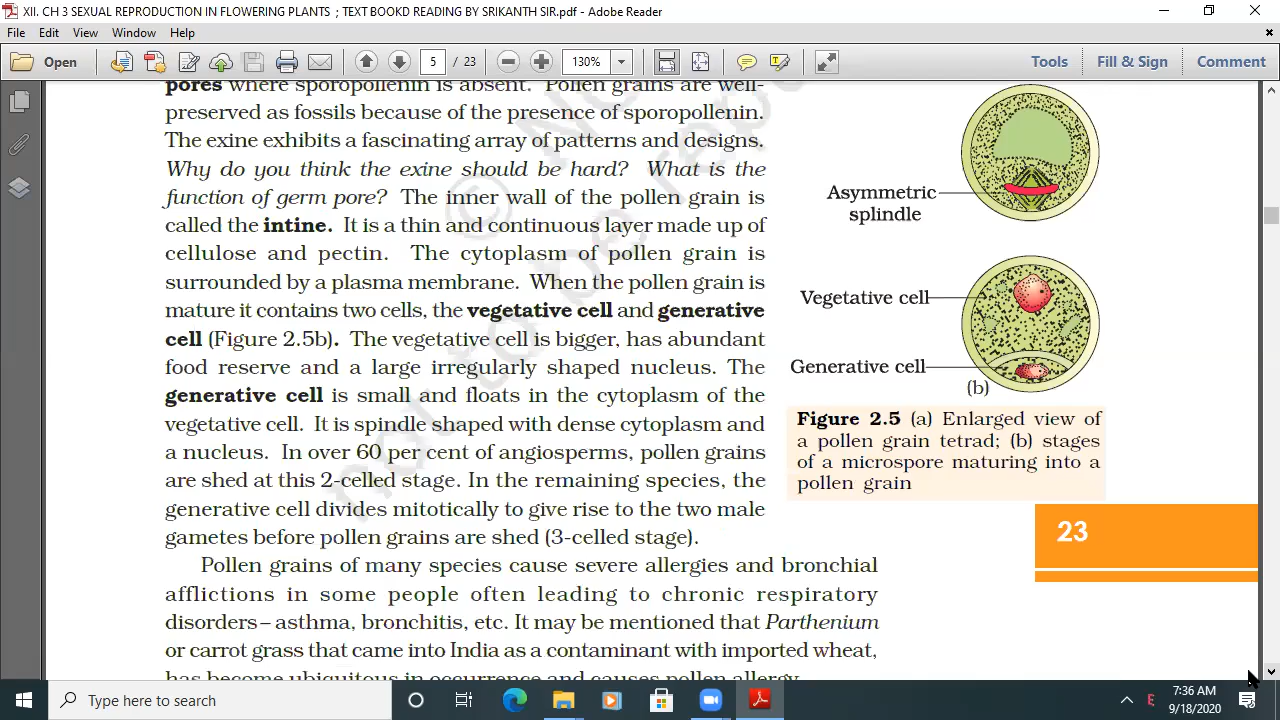 XII. CH 3 SEXUAL REPRODUCTION IN FLOWERING PLANTS ; TEXT BOOKD READING BY SRIKANTH SIR.pdf - Adobe Reader
File Edit View Window Help
Open 5 / 23 130% Tools Fill & Sign Comment
pores where sporopollenin is absent. Pollen grains are well-
preserved as fossils because of the presence of sporopollenin.
The exine exhibits a fascinating array of patterns and designs.
Why do you think the exine should be hard? What is the
function of germ pore? The inner wall of the pollen grain is
called the intine. It is a thin and continuous layer made up of
cellulose and pectin. The cytoplasm of pollen grain is
surrounded by a plasma membrane. When the pollen grain is
mature it contains two cells, the vegetative cell and generative
cell (Figure 2.5b). The vegetative cell is bigger, has abundant
food reserve and a large irregularly shaped nucleus. The
generative cell is small and floats in the cytoplasm of the
vegetative cell. It is spindle shaped with dense cytoplasm and
a nucleus. In over 60 per cent of angiosperms, pollen grains
are shed at this 2-celled stage. In the remaining species, the
generative cell divides mitotically to give rise to the two male
gametes before pollen grains are shed (3-celled stage).
Pollen grains of many species cause severe allergies and bronchial
afflictions in some people often leading to chronic respiratory
disorders– asthma, bronchitis, etc. It may be mentioned that Parthenium
or carrot grass that came into India as a contaminant with imported wheat,
has become ubiquitous in occurrence and causes pollen allergy.
Asymmetric
splindle
Vegetative cell
Generative cell
(b)
Figure 2.5 (a) Enlarged view of
a pollen grain tetrad; (b) stages
of a microspore maturing into a
pollen grain
23
not to be
Type here to search
E
7:36 AM
9/18/2020